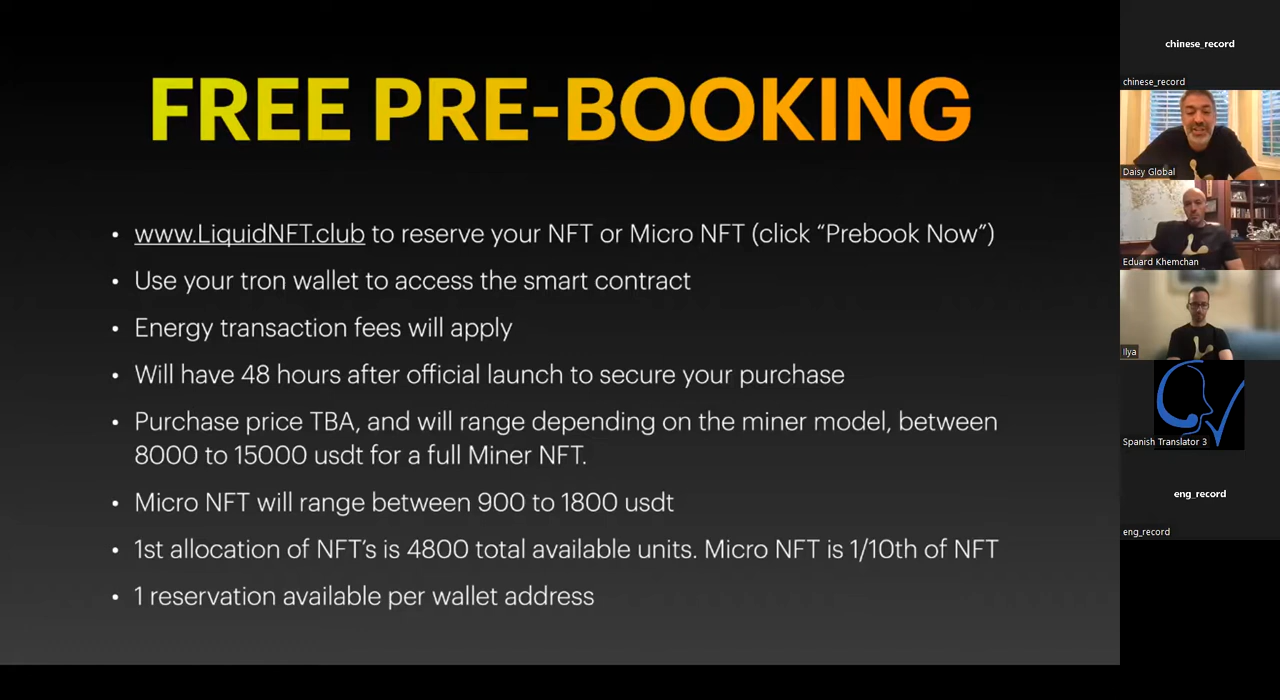 FREE PRE-BOOKING
• www.LiquidNFT.club to reserve your NFT or Micro NFT (click “Prebook Now”)
• Use your tron wallet to access the smart contract
• Energy transaction fees will apply
• Will have 48 hours after official launch to secure your purchase
• Purchase price TBA, and will range depending on the miner model, between
8000 to 15000 usdt for a full Miner NFT.
• Micro NFT will range between 900 to 1800 usdt
• 1st allocation of NFT’s is 4800 total available units. Micro NFT is 1/10th of NFT
• 1 reservation available per wallet address
chinese_record
chinese_record
Daisy Global
Eduard Khemchan
Ilya
Spanish Translator 3
eng_record
eng_record